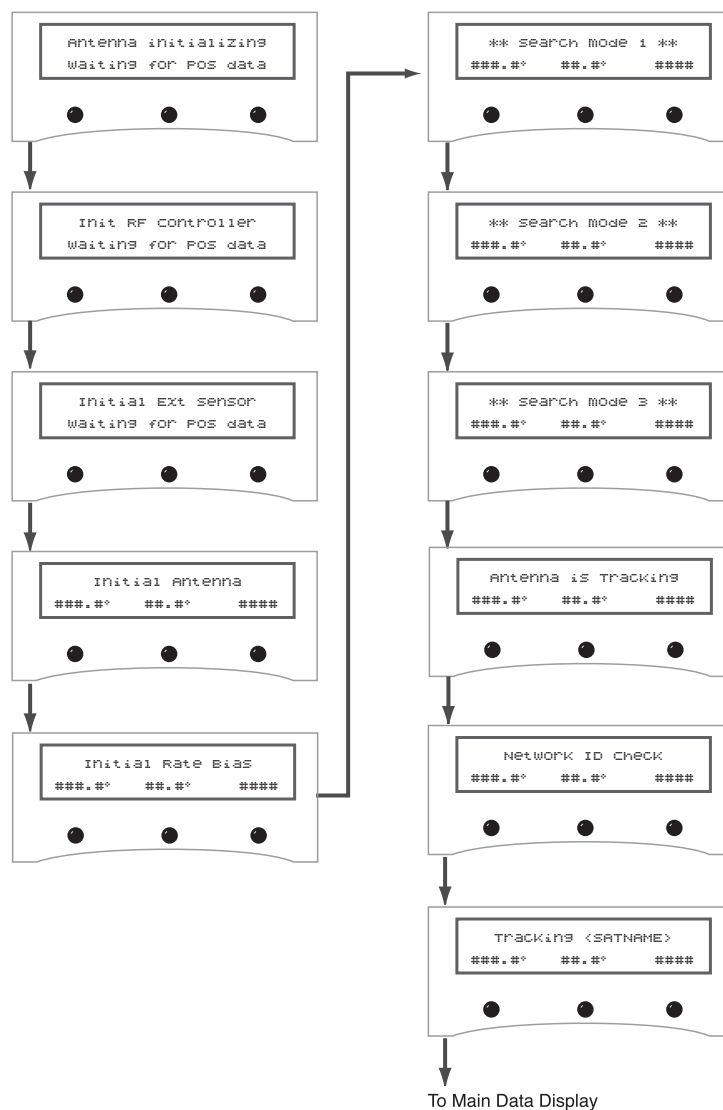 Antenna initializing
Waiting for POS data
Init RF Controller
Waiting for POS data
Initial Ext Sensor
Waiting for POS data
Initial Antenna
###.#° ##.#° ####
Initial Rate Bias
###.#° ##.#° ####
** Search Mode 1 **
###.#° ##.#° ####
** Search Mode 2 **
###.#° ##.#° ####
** Search Mode 3 **
###.#° ##.#° ####
Antenna is Tracking
###.#° ##.#° ####
Network ID Check
###.#° ##.#° ####
Tracking <SATNAME>
###.#° ##.#° ####
To Main Data Display